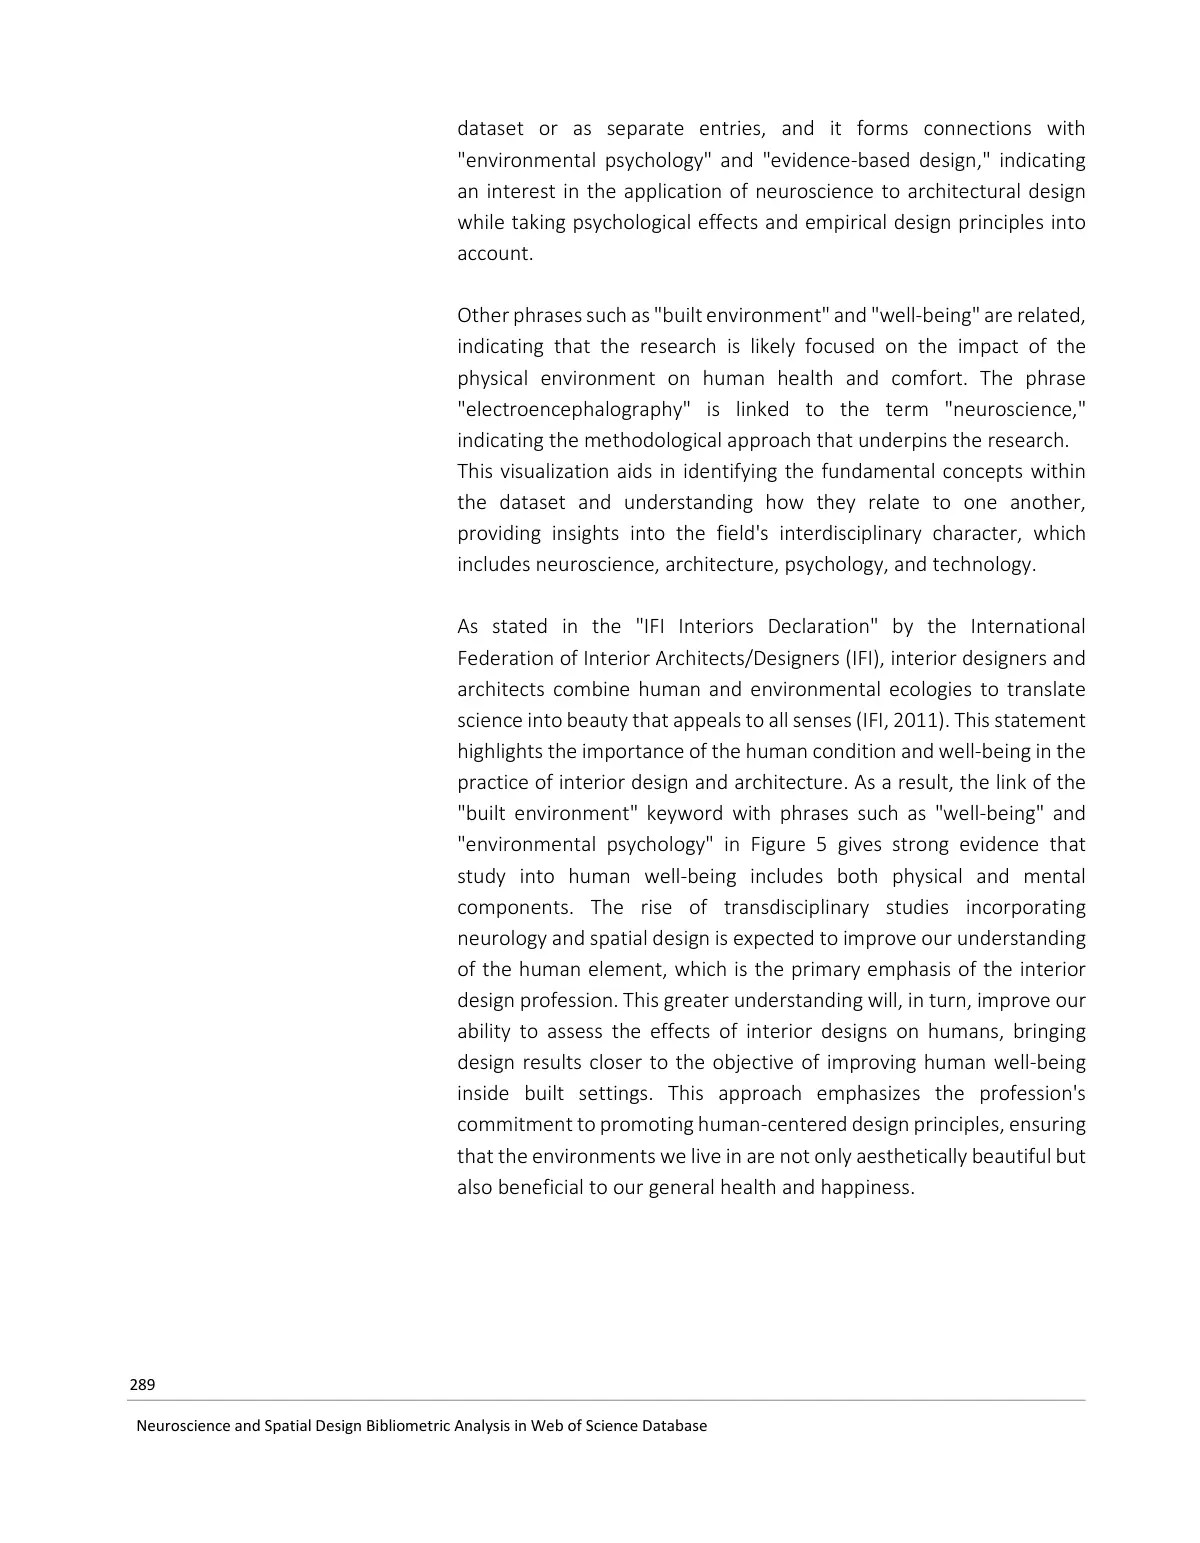 dataset or as separate entries, and it forms connections with
"environmental psychology" and "evidence-based design," indicating
an interest in the application of neuroscience to architectural design
while taking psychological effects and empirical design principles into
account.
Other phrases such as "built environment" and "well-being" are related,
indicating that the research is likely focused on the impact of the
physical environment on human health and comfort. The phrase
"electroencephalography" is linked to the term "neuroscience,"
indicating the methodological approach that underpins the research.
This visualization aids in identifying the fundamental concepts within
the dataset and understanding how they relate to one another,
providing insights into the field's interdisciplinary character, which
includes neuroscience, architecture, psychology, and technology.
As stated in the "IFI Interiors Declaration" by the International
Federation of Interior Architects/Designers (IFI), interior designers and
architects combine human and environmental ecologies to translate
science into beauty that appeals to all senses (IFI, 2011). This statement
highlights the importance of the human condition and well-being in the
practice of interior design and architecture. As a result, the link of the
"built environment" keyword with phrases such as "well-being" and
"environmental psychology" in Figure 5 gives strong evidence that
study into human well-being includes both physical and mental
components. The rise of transdisciplinary studies incorporating
neurology and spatial design is expected to improve our understanding
of the human element, which is the primary emphasis of the interior
design profession. This greater understanding will, in turn, improve our
ability to assess the effects of interior designs on humans, bringing
design results closer to the objective of improving human well-being
inside built settings. This approach emphasizes the profession's
commitment to promoting human-centered design principles, ensuring
that the environments we live in are not only aesthetically beautiful but
also beneficial to our general health and happiness.
289
Neuroscience and Spatial Design Bibliometric Analysis in Web of Science Database